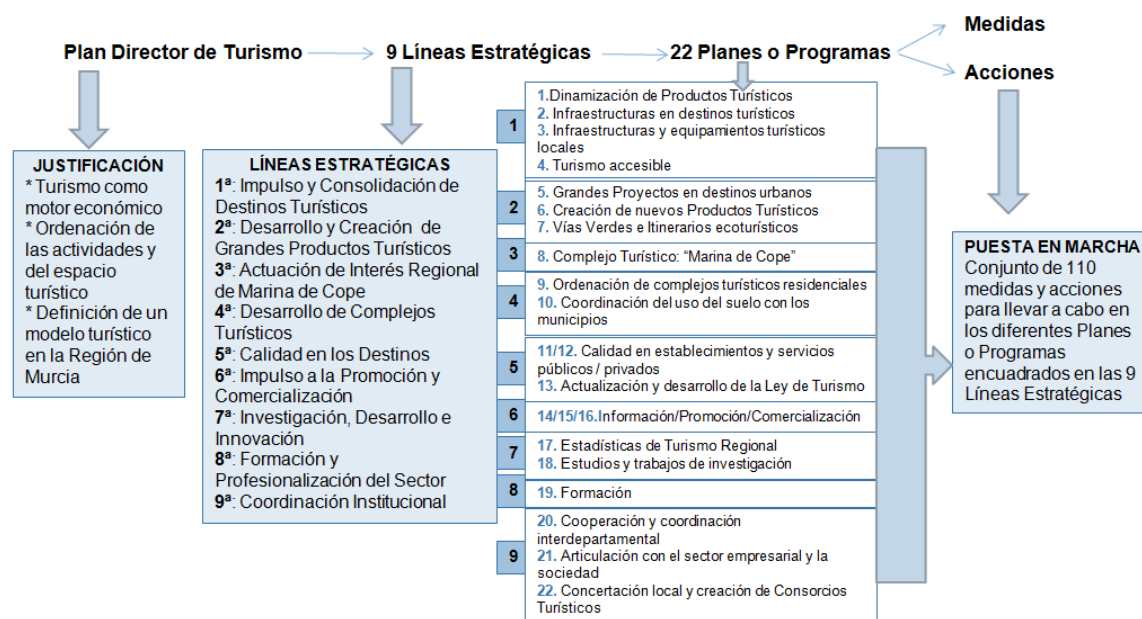 Plan Director de Turismo
9 Líneas Estratégicas
22 Planes o Programas
Medidas
Acciones
JUSTIFICACIÓN
* Turismo como
motor económico
* Ordenación de
las actividades y
del espacio
turístico
* Definición de un
modelo turístico
en la Región de
Murcia
LÍNEAS ESTRATÉGICAS
1ª: Impulso y Consolidación de
Destinos Turísticos
2ª: Desarrollo y Creación de
Grandes Productos Turísticos
3ª: Actuación de Interés Regional
de Marina de Cope
4ª: Desarrollo de Complejos
Turísticos
5ª: Calidad en los Destinos
6ª: Impulso a la Promoción y
Comercialización
7ª: Investigación, Desarrollo e
Innovación
8ª: Formación y
Profesionalización del Sector
9ª: Coordinación Institucional
1
1.Dinamización de Productos Turísticos
2. Infraestructuras en destinos turísticos
3. Infraestructuras y equipamientos turísticos
locales
4. Turismo accesible
2
5. Grandes Proyectos en destinos urbanos
6. Creación de nuevos Productos Turísticos
7. Vías Verdes e Itinerarios ecoturísticos
3
8. Complejo Turístico: “Marina de Cope”
4
9. Ordenación de complejos turísticos residenciales
10. Coordinación del uso del suelo con los
municipios
5
11/12. Calidad en establecimientos y servicios
públicos / privados
13. Actualización y desarrollo de la Ley de Turismo
6
14/15/16.Información/Promoción/Comercialización
7
17. Estadísticas de Turismo Regional
18. Estudios y trabajos de investigación
8
19. Formación
9
20. Cooperación y coordinación
interdepartamental
21. Articulación con el sector empresarial y la
sociedad
22. Concertación local y creación de Consorcios
Turísticos
PUESTA EN MARCHA
Conjunto de 110
medidas y acciones
para llevar a cabo en
los diferentes Planes
o Programas
encuadrados en las 9
Líneas Estratégicas